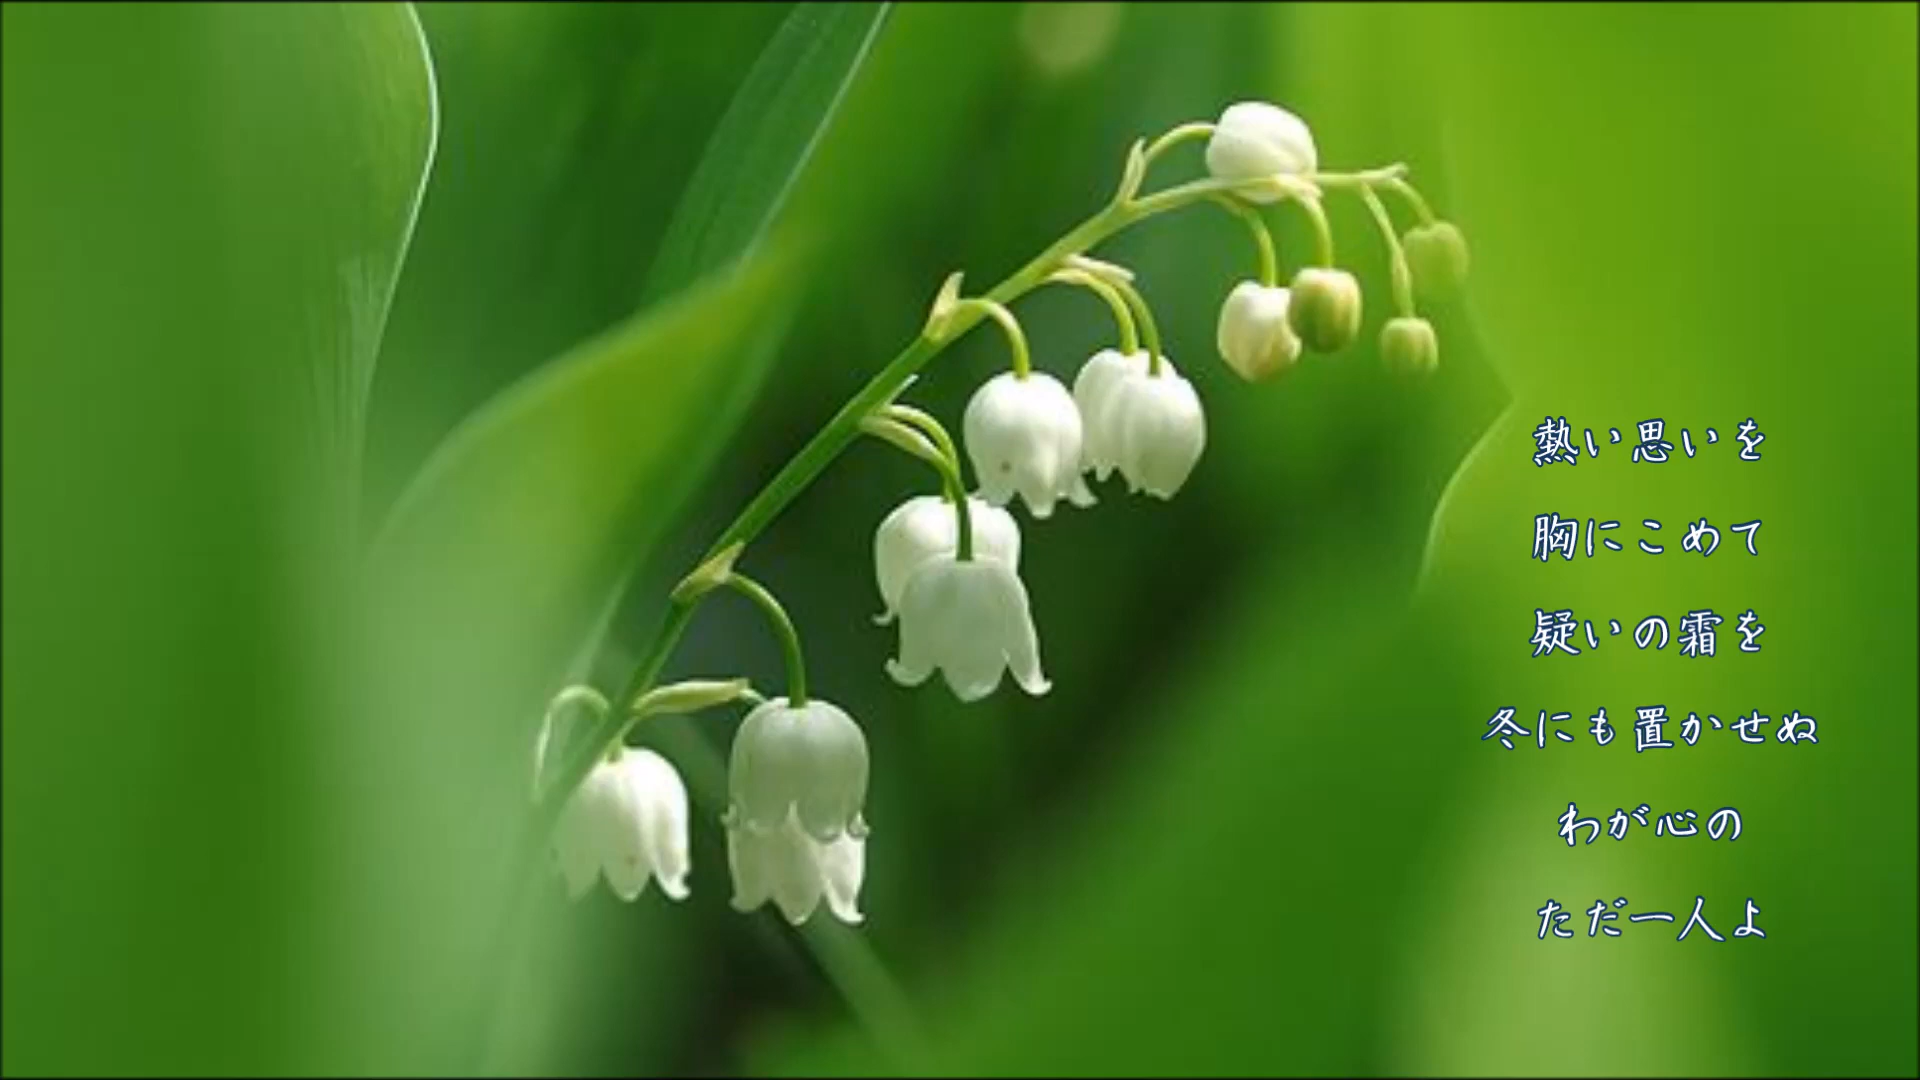 熱い思いを
胸にこめて
疑いの霜を
冬にも置かせぬ
わが心の
ただ一人よ